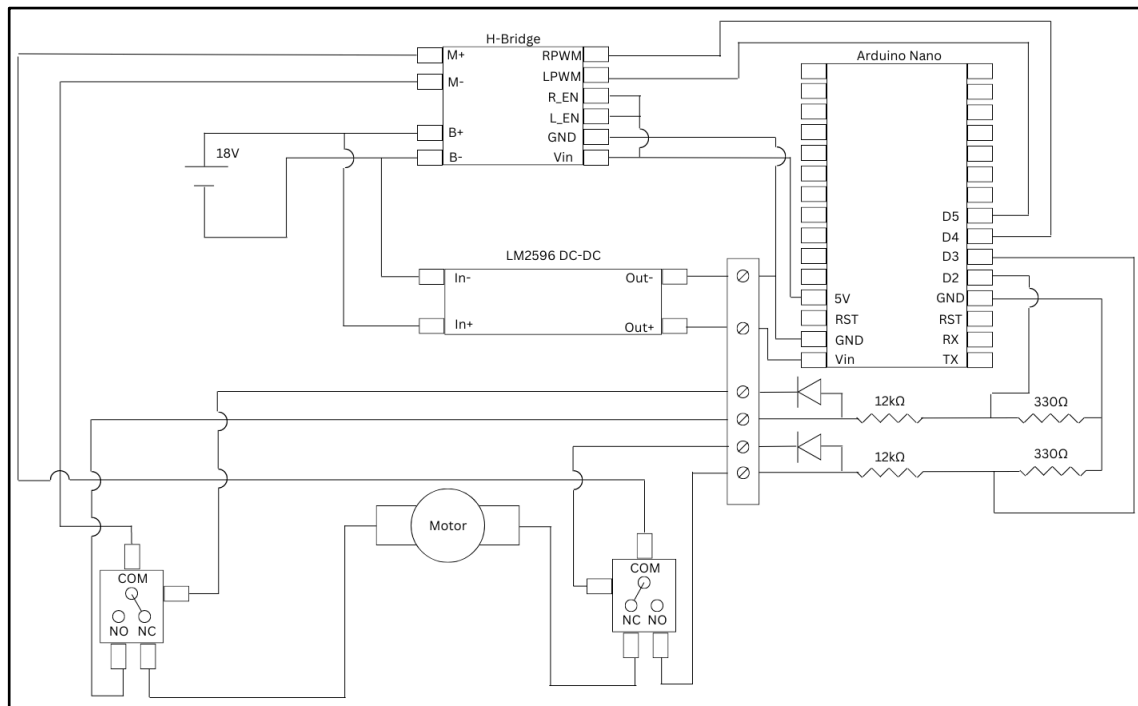 H-Bridge
M+
M-
B+
B-
RPWM
LPWM
R_EN
L_EN
GND
Vin
18V
Arduino Nano
5V
RST
GND
Vin
D5
D4
D3
D2
GND
RST
RX
TX
LM2596 DC-DC
In-
In+
Out-
Out+
12kΩ
330Ω
12kΩ
330Ω
Motor
COM
NO NC
COM
NC NO